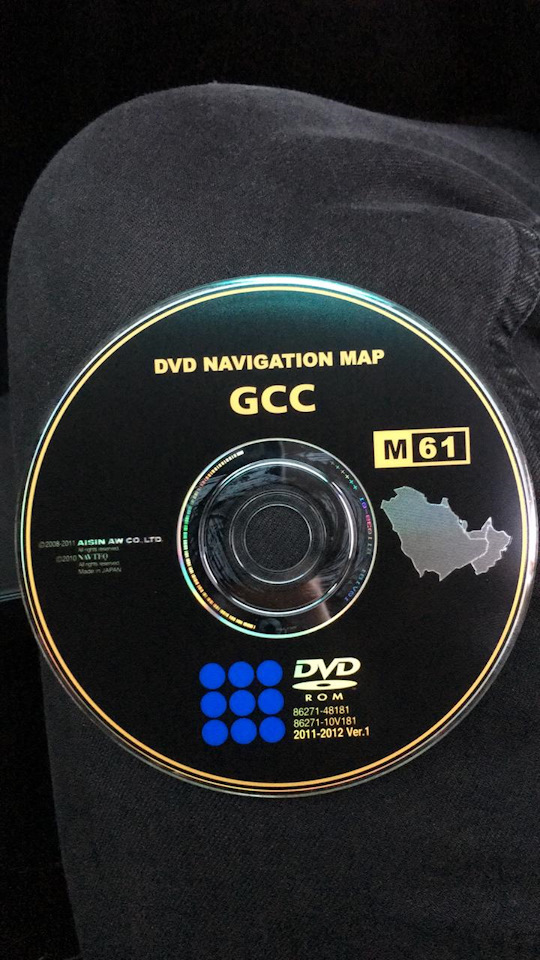 DVD NAVIGATION MAP
GCC
M 61
©2008-2011 AISIN AW CO., LTD.
All rights reserved.
©2010 NAVTEQ
All rights reserved.
Made in JAPAN
DVD
ROM
86271-48181
86271-10V181
2011-2012 Ver.1